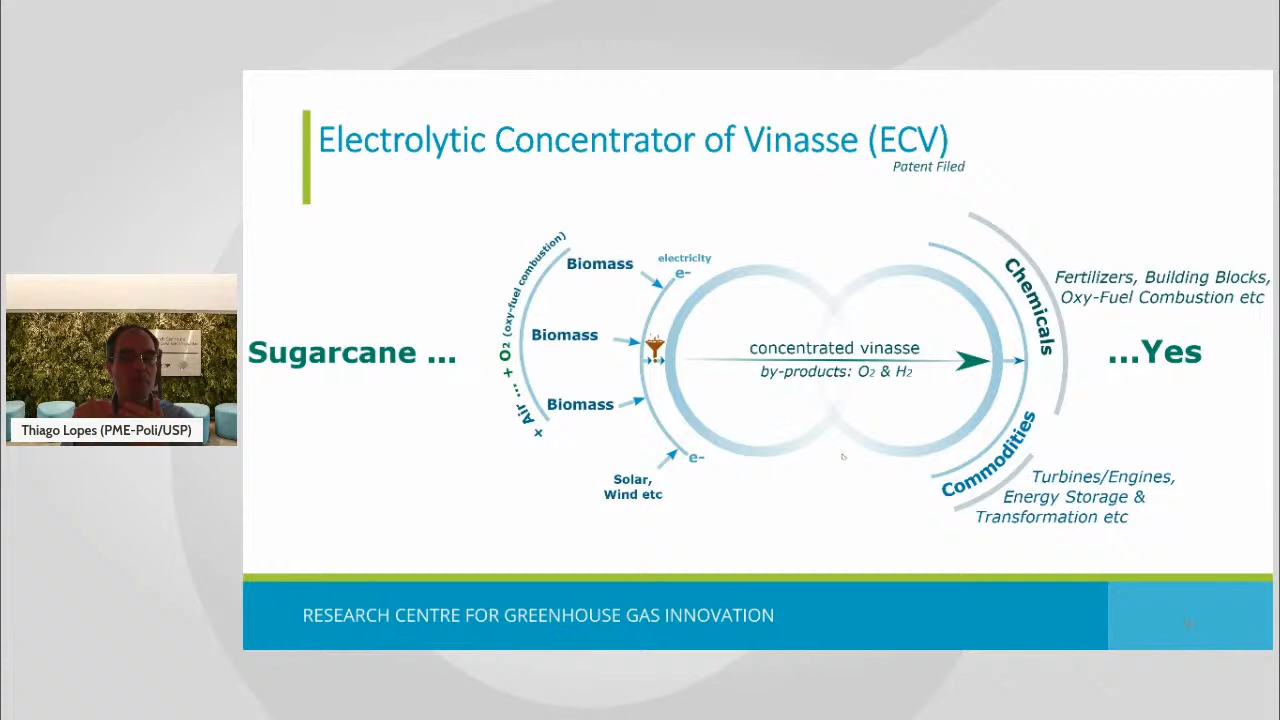 Electrolytic Concentrator of Vinasse (ECV)
Patent Filed
Sugarcane ...
× Air ... + O₂ (oxy-fuel combustion)
Biomass
Biomass
Biomass
electricity
e-
e-
Solar,
Wind etc
concentrated vinasse
by-products: O₂ & H₂
Chemicals
Fertilizers, Building Blocks,
Oxy-Fuel Combustion etc
...Yes
Commodities
Turbines/Engines,
Energy Storage &
Transformation etc
Thiago Lopes (PME-Poli/USP)
RESEARCH CENTRE FOR GREENHOUSE GAS INNOVATION